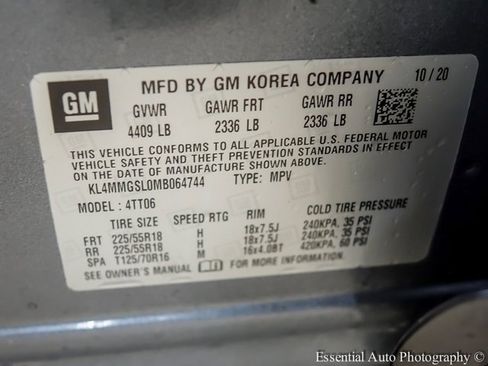 GM MFD BY GM KOREA COMPANY 10/20
GVWR GAWR FRT GAWR RR
4409 LB 2336 LB 2336 LB
THIS VEHICLE CONFORMS TO ALL APPLICABLE U.S. FEDERAL MOTOR
VEHICLE SAFETY AND THEFT PREVENTION STANDARDS IN EFFECT
ON THE DATE OF MANUFACTURE SHOWN ABOVE.
KL4MMGSL0MB064744 TYPE: MPV
MODEL: 4TT06
TIRE SIZE SPEED RTG RIM COLD TIRE PRESSURE
FRT 225/55R18 H 18x7.5J 240KPA, 35 PSI
RR 225/55R18 H 18x7.5J 240KPA, 35 PSI
SPA T125/70R16 M 16x4.0BT 420KPA, 60 PSI
SEE OWNER'S MANUAL FOR MORE INFORMATION
Essential Auto Photography ©